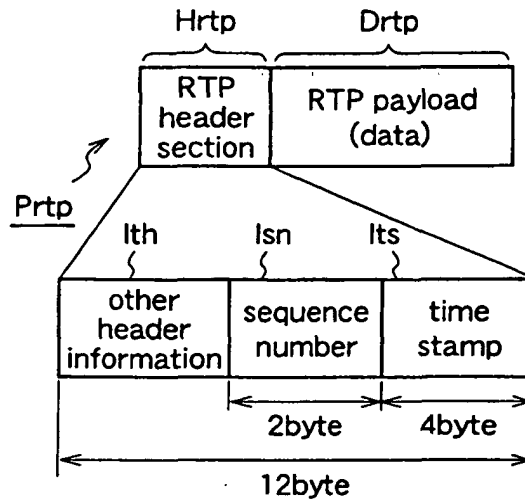 Hrtp Drtp
RTP
header
section
RTP payload
(data)
Prtp
Ith Isn Its
other
header
information
sequence
number
time
stamp
2byte 4byte
12byte